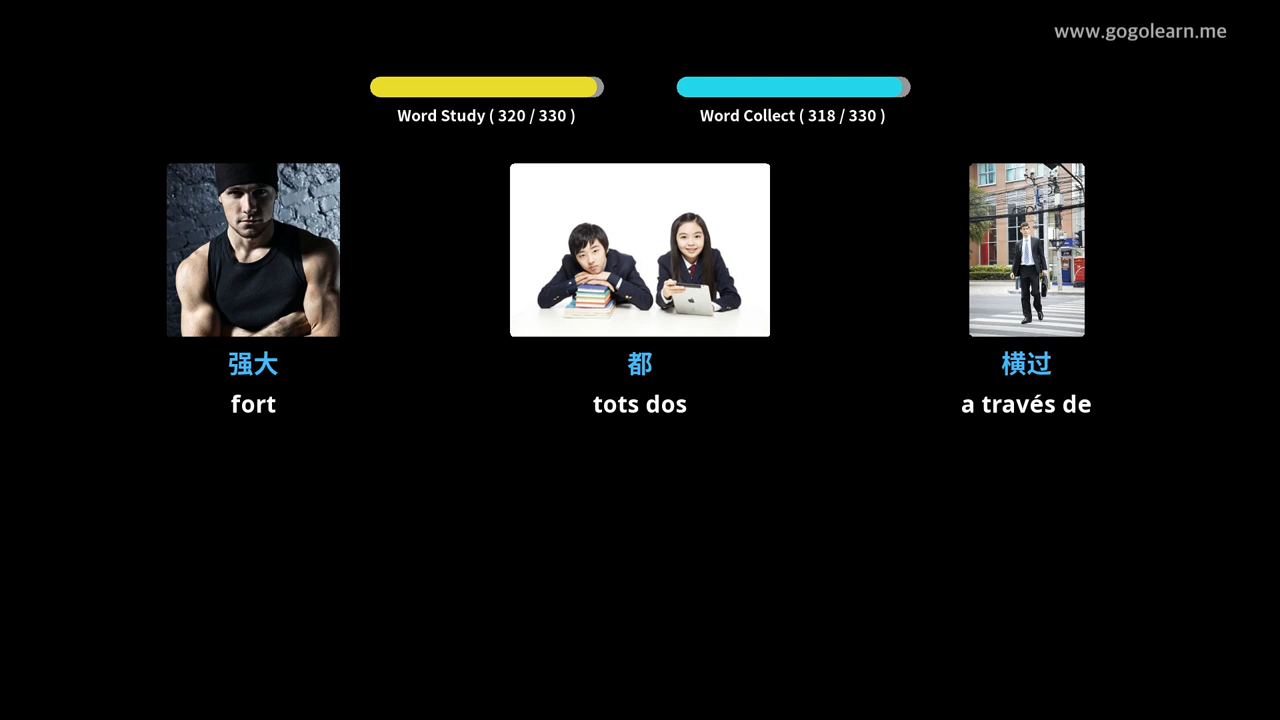 www.gogolearn.me
Word Study ( 320 / 330 )
Word Collect ( 318 / 330 )
强大
都
横过
fort
tots dos
a través de